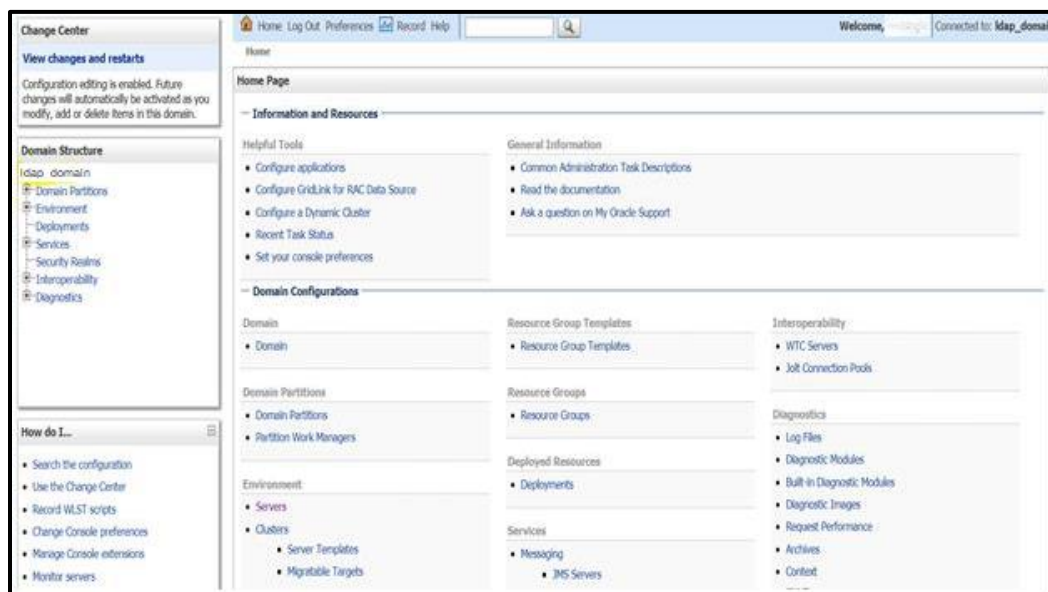 Change Center
View changes and restarts
Configuration editing is enabled. Future
changes will automatically be activated as you
modify, add or delete items in this domain.
Domain Structure
ldap_domain
Domain Partitions
Environment
Deployments
Services
Security Realms
Interoperability
Diagnostics
How do I...
Search the configuration
Use the Change Center
Record WLST scripts
Change Console preferences
Manage Console extensions
Monitor servers
Home Log Out Preferences Record Help
Welcome,
Connected to: ldap_domai
Home
Home Page
Information and Resources
Helpful Tools
Configure applications
Configure GridLink for RAC Data Source
Configure a Dynamic Cluster
Recent Task Status
Set your console preferences
General Information
Common Administration Task Descriptions
Read the documentation
Ask a question on My Oracle Support
Domain Configurations
Domain
Domain
Domain Partitions
Domain Partitions
Partition Work Managers
Environment
Servers
Clusters
Server Templates
Migratable Targets
Resource Group Templates
Resource Group Templates
Resource Groups
Resource Groups
Deployed Resources
Deployments
Services
Messaging
JMS Servers
Interoperability
WTC Servers
Jolt Connection Pools
Diagnostics
Log Files
Diagnostic Modules
Built-in Diagnostic Modules
Diagnostic Images
Request Performance
Archives
Context